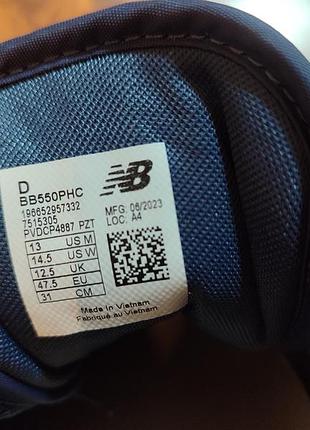 D
BB550PHC
196652957332
7515305
PVDCP4887 PZT
NB
MFG: 06/2023
LOC: A4
13 US M
14.5 US W
12.5 UK
47.5 EU
31 CM
Made in Vietnam
Fabriqué au Vietnam